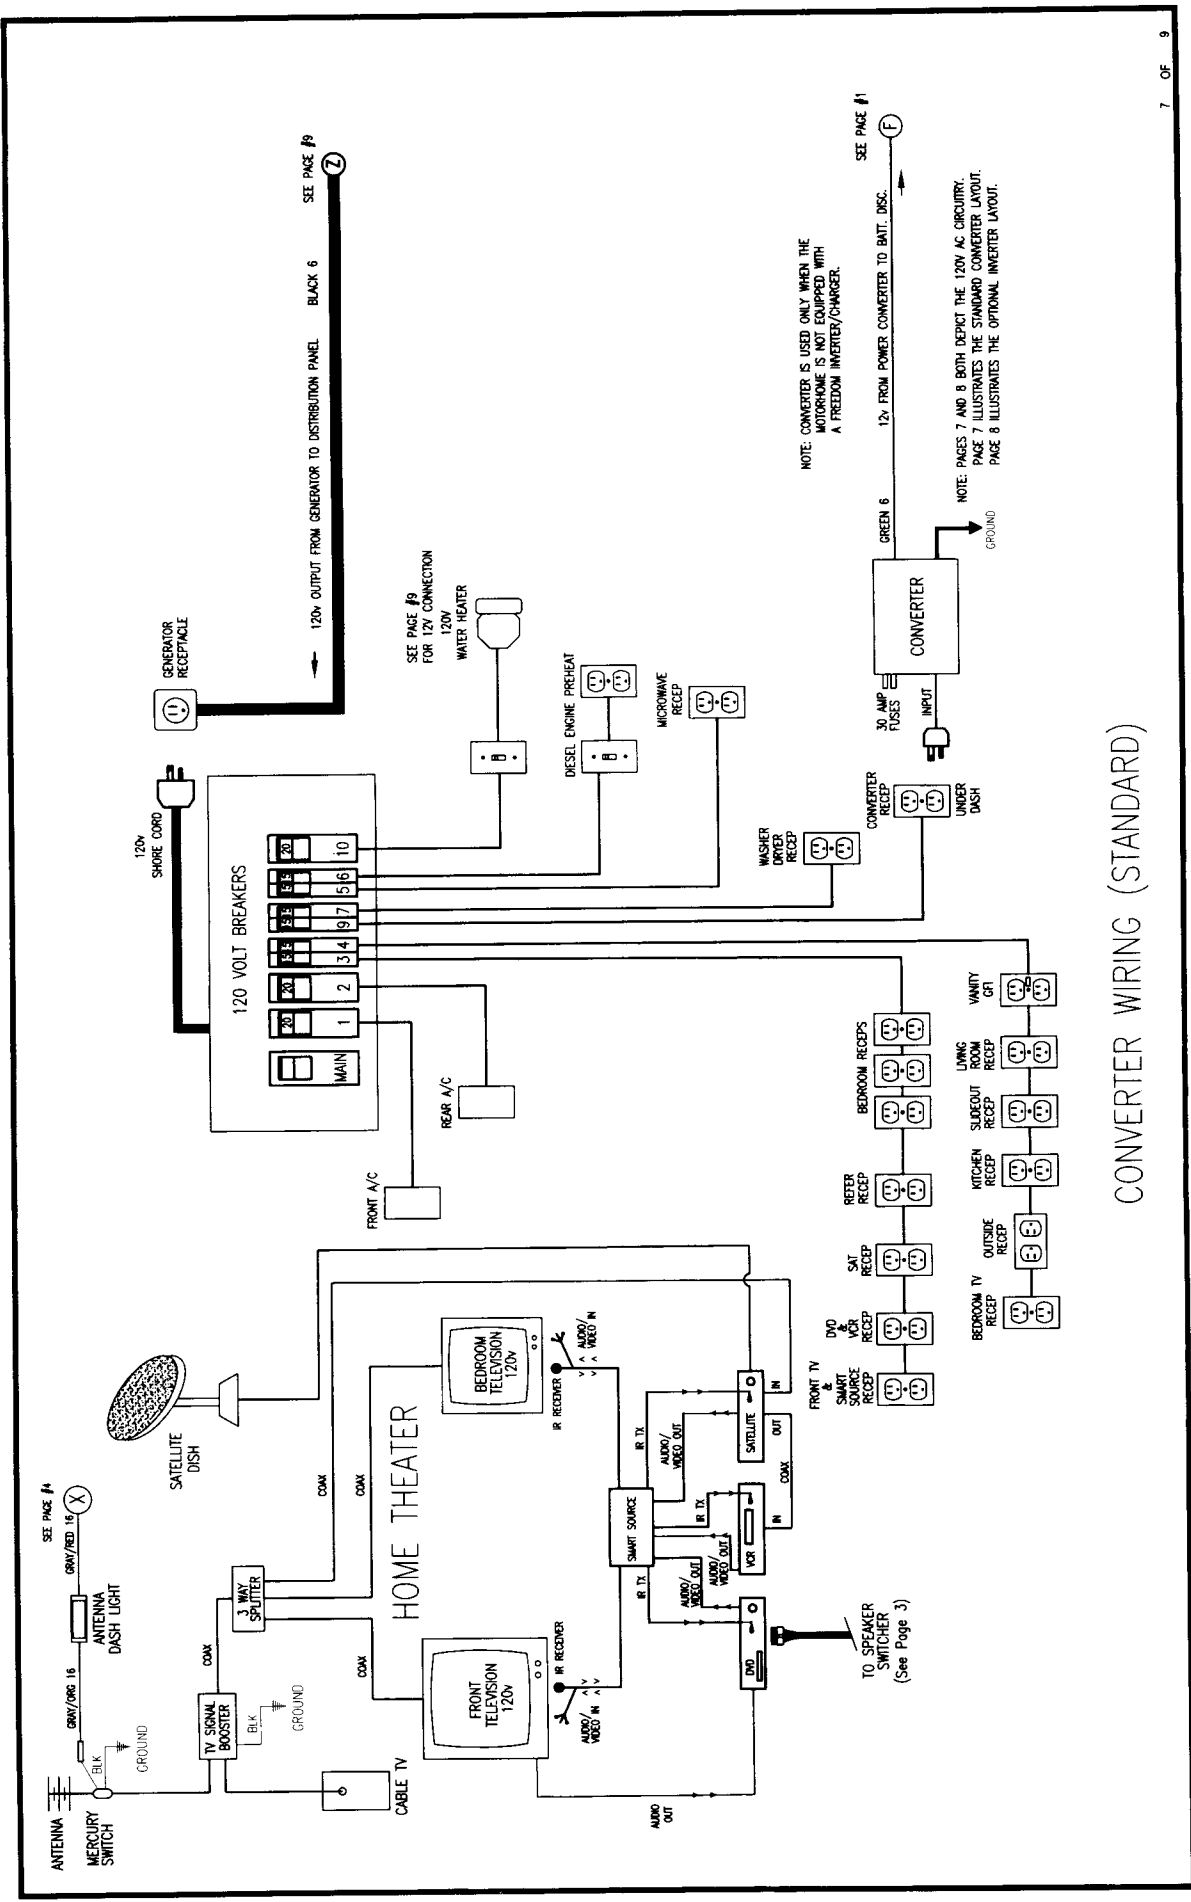 ANTENNA
MERCURY
SWITCH
BLK
GROUND
GRAY/ORG 16
ANTENNA
DASH LIGHT
GRAY/RED 16
SEE PAGE #4
X
SATELLITE
DISH
TV SIGNAL
BOOSTER
BLK
GROUND
CABLE TV
COAX
3 WAY
SPLITTER
COAX
COAX
COAX
HOME THEATER
FRONT
TELEVISION
120v
IR RECEIVER
AUDIO/
VIDEO IN
BEDROOM
TELEVISION
120v
IR RECEIVER
AUDIO/
VIDEO IN
SMART SOURCE
IR TX
AUDIO/
VIDEO OUT
IR TX
AUDIO/
VIDEO OUT
IR TX
AUDIO/
VIDEO OUT
AUDIO
OUT
DVD
VCR
SATELLITE
IN
OUT
COAX
IN
TO SPEAKER
SWITCHER
(See Page 3)
120v
SHORE CORD
GENERATOR
RECEPTACLE
120v OUTPUT FROM GENERATOR TO DISTRIBUTION PANEL
BLACK 6
SEE PAGE #9
Z
120 VOLT BREAKERS
MAIN
20
1
20
2
15 15
3 4
15 15
9 7
15 15
5 6
20
10
FRONT A/C
REAR A/C
SEE PAGE #9
FOR 12V CONNECTION
120V
WATER HEATER
DIESEL ENGINE PREHEAT
MICROWAVE
RECEP
WASHER
DRYER
RECEP
CONVERTER
RECEP
UNDER
DASH
30 AMP
FUSES
INPUT
CONVERTER
GREEN 6
12v FROM POWER CONVERTER TO BATT. DISC.
SEE PAGE #1
F
GROUND
NOTE: CONVERTER IS USED ONLY WHEN THE
MOTORHOME IS NOT EQUIPPED WITH
A FREEDOM INVERTER/CHARGER.
NOTE: PAGES 7 AND 8 BOTH DEPICT THE 120V AC CIRCUITRY.
PAGE 7 ILLUSTRATES THE STANDARD CONVERTER LAYOUT.
PAGE 8 ILLUSTRATES THE OPTIONAL INVERTER LAYOUT.
FRONT TV
&
SMART
SOURCE
RECEP
DVD
&
VCR
RECEP
SAT
RECEP
REFER
RECEP
BEDROOM RECEPS
BEDROOM TV
RECEP
OUTSIDE
RECEP
KITCHEN
RECEP
SLIDEOUT
RECEP
LIVING
ROOM
RECEP
VANITY
GFI
CONVERTER WIRING (STANDARD)
7 OF 9